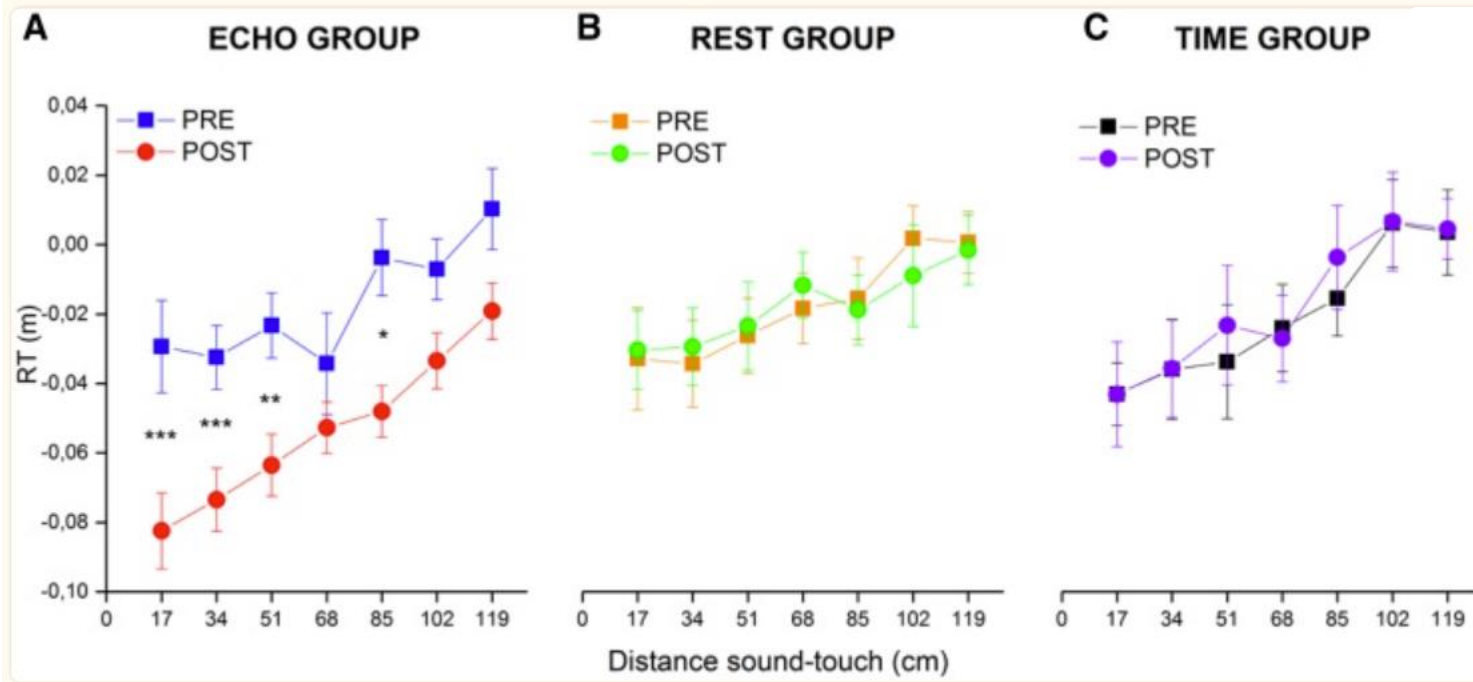 A
ECHO GROUP
B
REST GROUP
C
TIME GROUP
0,04
0,02
0,00
-0,02
-0,04
-0,06
-0,08
-0,10
RT (m)
PRE
POST
PRE
POST
PRE
POST
*
**
***
***
0 17 34 51 68 85 102 119
0 17 34 51 68 85 102 119
0 17 34 51 68 85 102 119
Distance sound-touch (cm)